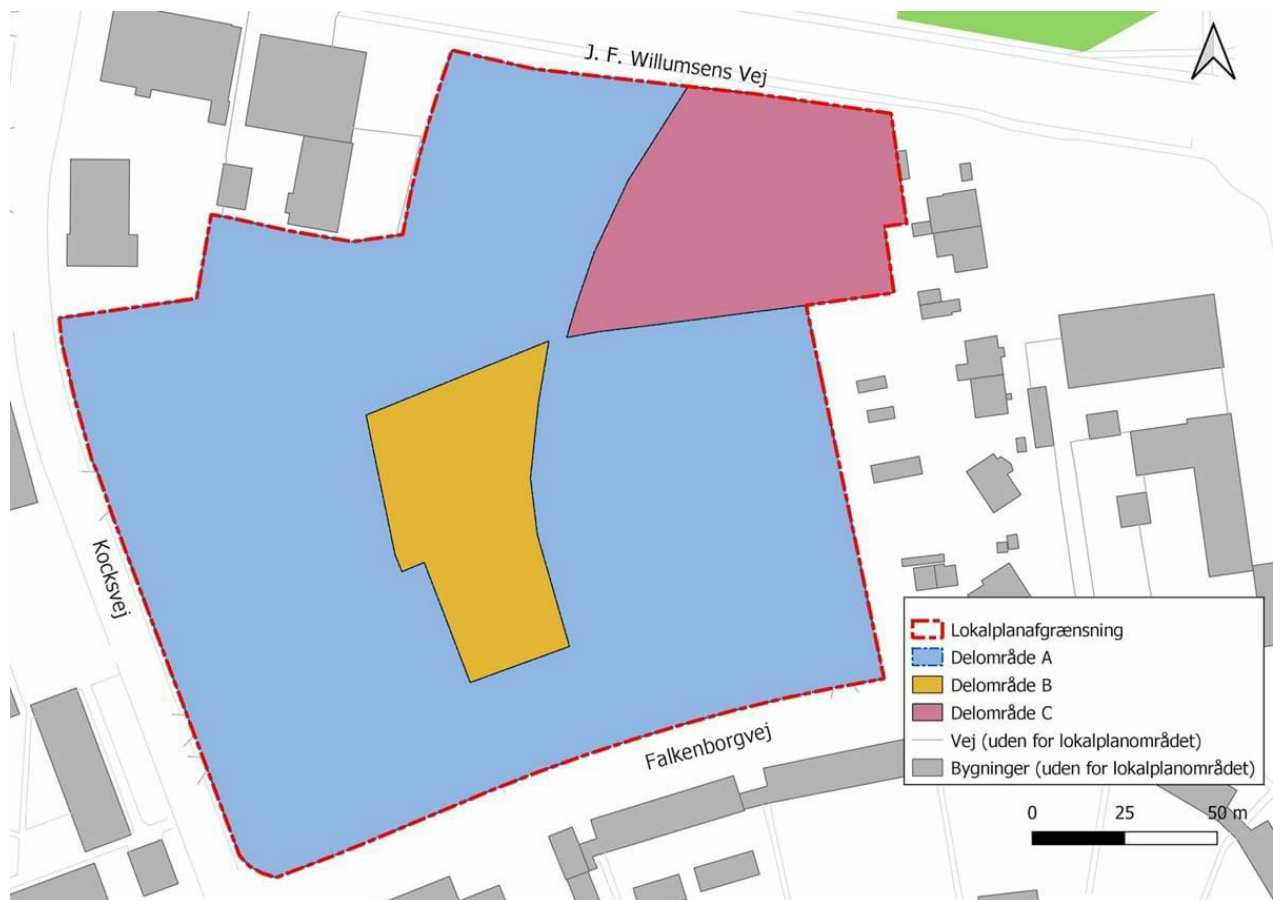 J. F. Willumsens Vej
Kocksvej
Falkenborgvej
Lokalplanafgrænsning
Delområde A
Delområde B
Delområde C
Vej (uden for lokalplanområdet)
Bygninger (uden for lokalplanområdet)
0 25 50 m